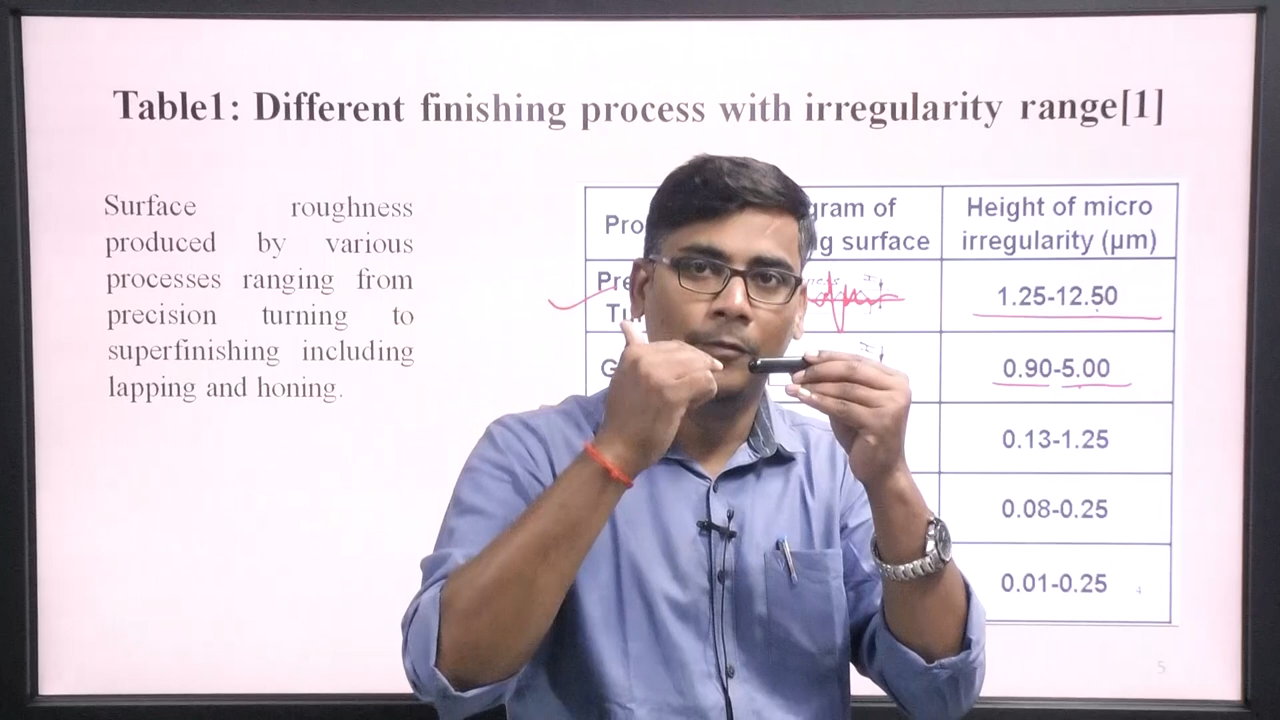 Table1: Different finishing process with irregularity range[1]
Surface roughness
produced by various
processes ranging from
precision turning to
superfinishing including
lapping and honing.
Height of micro
g surface irregularity (µm)
1.25-12.50
0.90-5.00
0.13-1.25
0.08-0.25
0.01-0.25
4
5